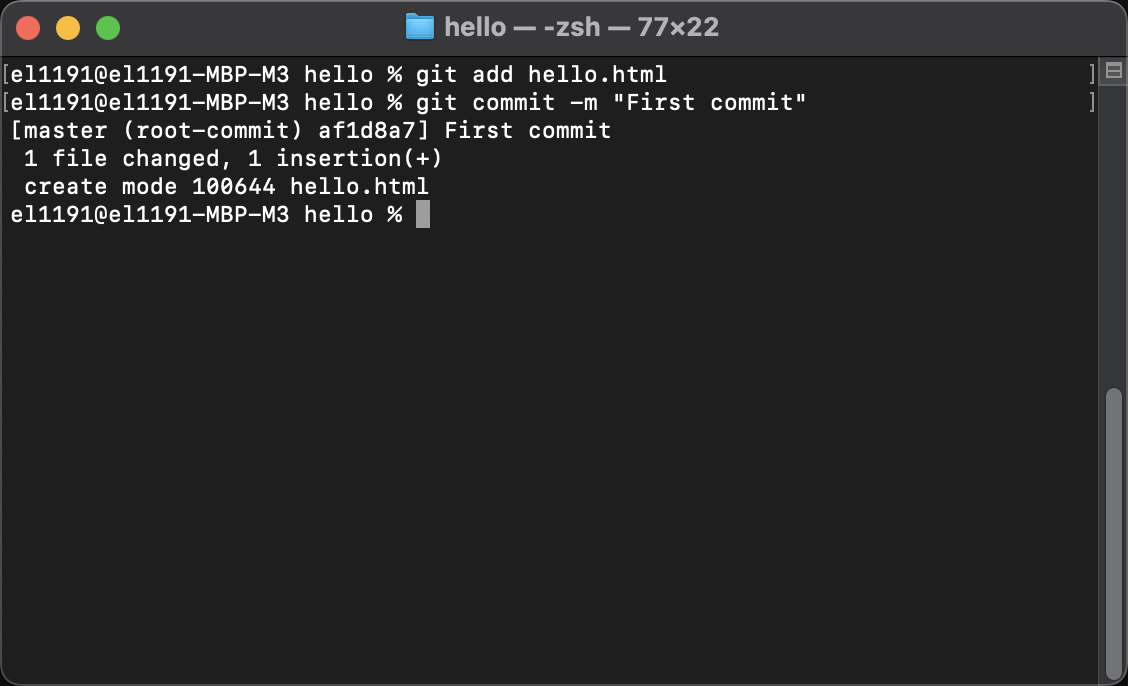 hello — -zsh — 77×22
[el1191@el1191-MBP-M3 hello % git add hello.html ]
[el1191@el1191-MBP-M3 hello % git commit -m "First commit" ]
[master (root-commit) af1d8a7] First commit
 1 file changed, 1 insertion(+)
 create mode 100644 hello.html
el1191@el1191-MBP-M3 hello %